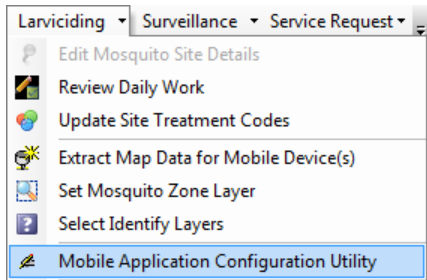 Larviciding Surveillance Service Request
Edit Mosquito Site Details
Review Daily Work
Update Site Treatment Codes
Extract Map Data for Mobile Device(s)
Set Mosquito Zone Layer
Select Identify Layers
Mobile Application Configuration Utility